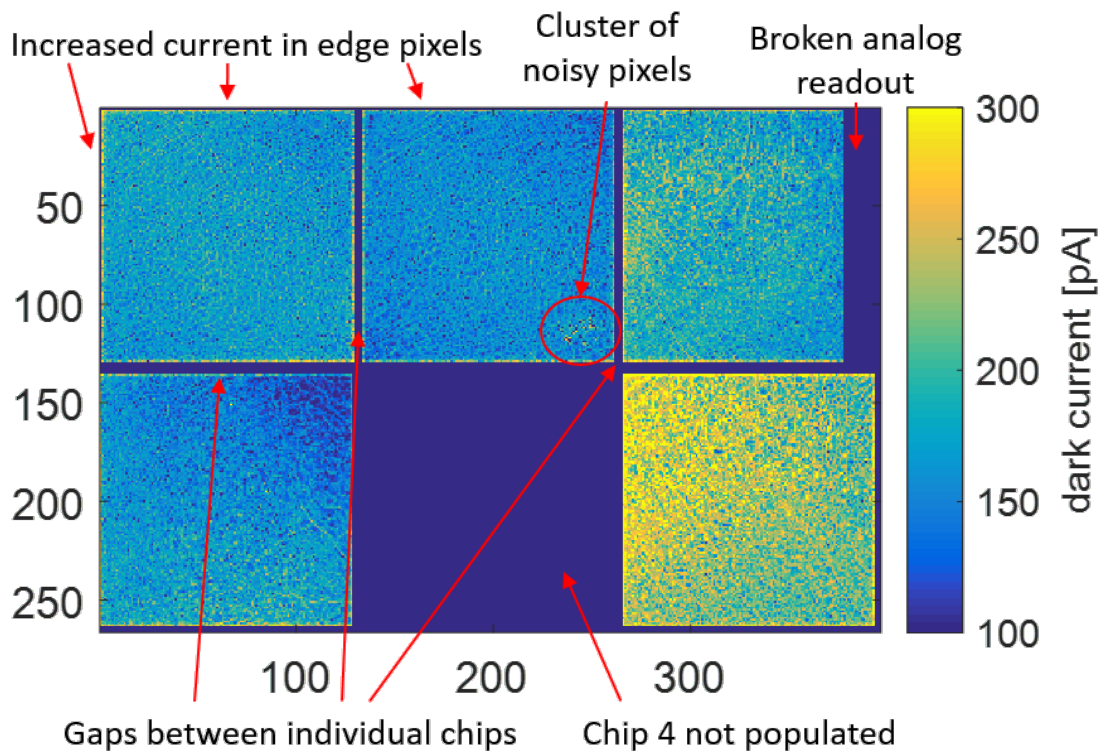 Increased current in edge pixels
Cluster of
noisy pixels
Broken analog
readout
50
100
150
200
250
100
200
300
300
250
200
150
100
dark current [pA]
Gaps between individual chips
Chip 4 not populated